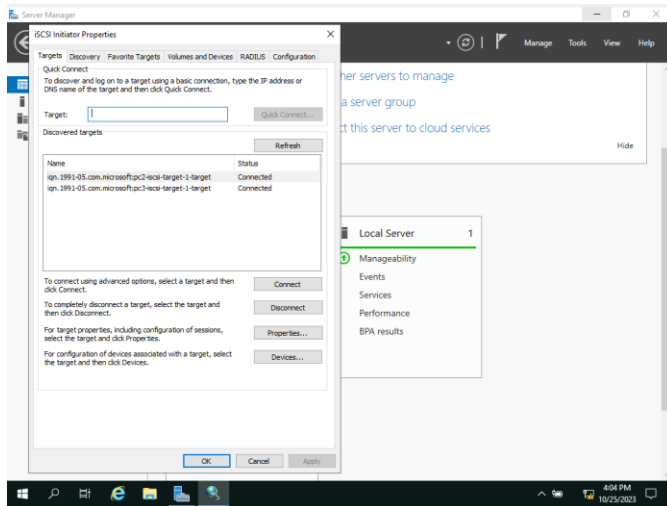 Server Manager
iSCSI Initiator Properties
Targets Discovery Favorite Targets Volumes and Devices RADIUS Configuration
Quick Connect
To discover and log on to a target using a basic connection, type the IP address or
DNS name of the target and then click Quick Connect.
Target:
Quick Connect...
Discovered targets
Refresh
Name Status
iqn.1991-05.com.microsoft:pc2-iscsi-target-1-target Connected
iqn.1991-05.com.microsoft:pc3-iscsi-target-1-target Connected
To connect using advanced options, select a target and then
click Connect.
Connect
To completely disconnect a target, select the target and
then click Disconnect.
Disconnect
For target properties, including configuration of sessions,
select the target and click Properties.
Properties...
For configuration of devices associated with a target, select
the target and then click Devices.
Devices...
OK Cancel Apply
Manage Tools View Help
her servers to manage
a server group
ct this server to cloud services
Hide
Local Server 1
Manageability
Events
Services
Performance
BPA results
4:04 PM
10/25/2023